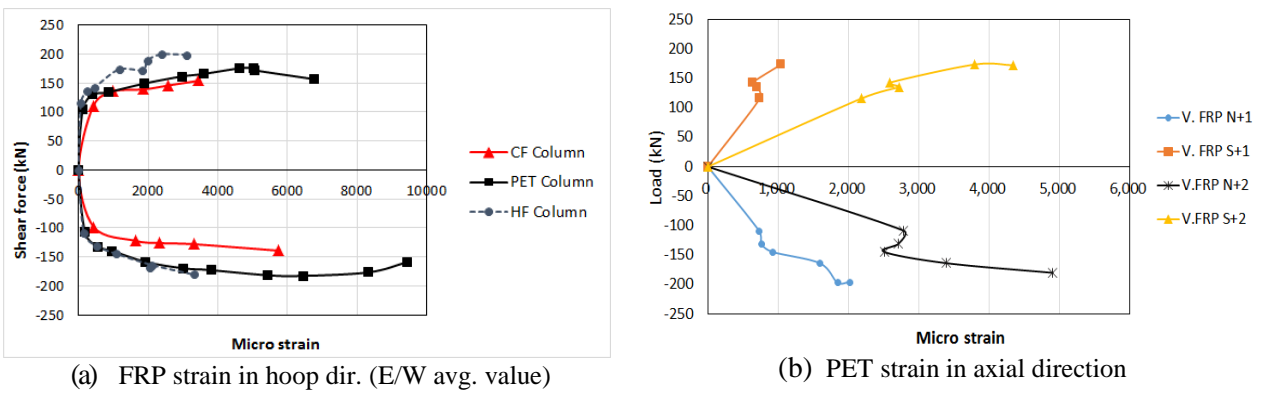 250
200
150
100
50
0
-50
-100
-150
-200
-250
0 2000 4000 6000 8000 10000
Shear force (kN)
Micro strain
CF Column
PET Column
HF Column
(a) FRP strain in hoop dir. (E/W avg. value)
250
200
150
100
50
0
-50
-100
-150
-200
-250
0 1,000 2,000 3,000 4,000 5,000 6,000
Load (kN)
Micro strain
V. FRP N+1
V. FRP S+1
V.FRP N+2
V.FRP S+2
(b) PET strain in axial direction